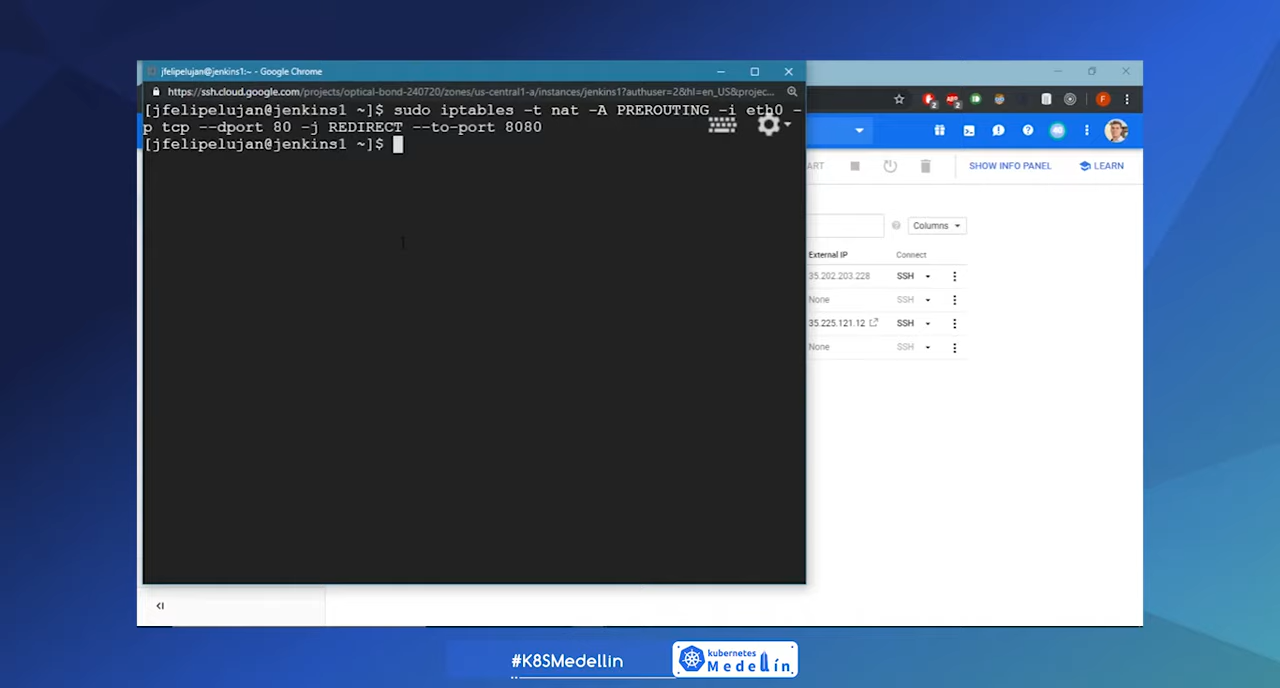 jfelipelujan@jenkins1:~ - Google Chrome
https://ssh.cloud.google.com/projects/optical-bond-240720/zones/us-central1-a/instances/jenkins1?authuser=2&hl=en_US&projec...
[jfelipelujan@jenkins1 ~]$ sudo iptables -t nat -A PREROUTING -i eth0 -
p tcp --dport 80 -j REDIRECT --to-port 8080
[jfelipelujan@jenkins1 ~]$
ART
SHOW INFO PANEL
LEARN
Columns
External IP
Connect
35.202.203.228
SSH
None
SSH
35.225.121.12
SSH
None
SSH
#K8SMedellin
kubernetes
Medellín